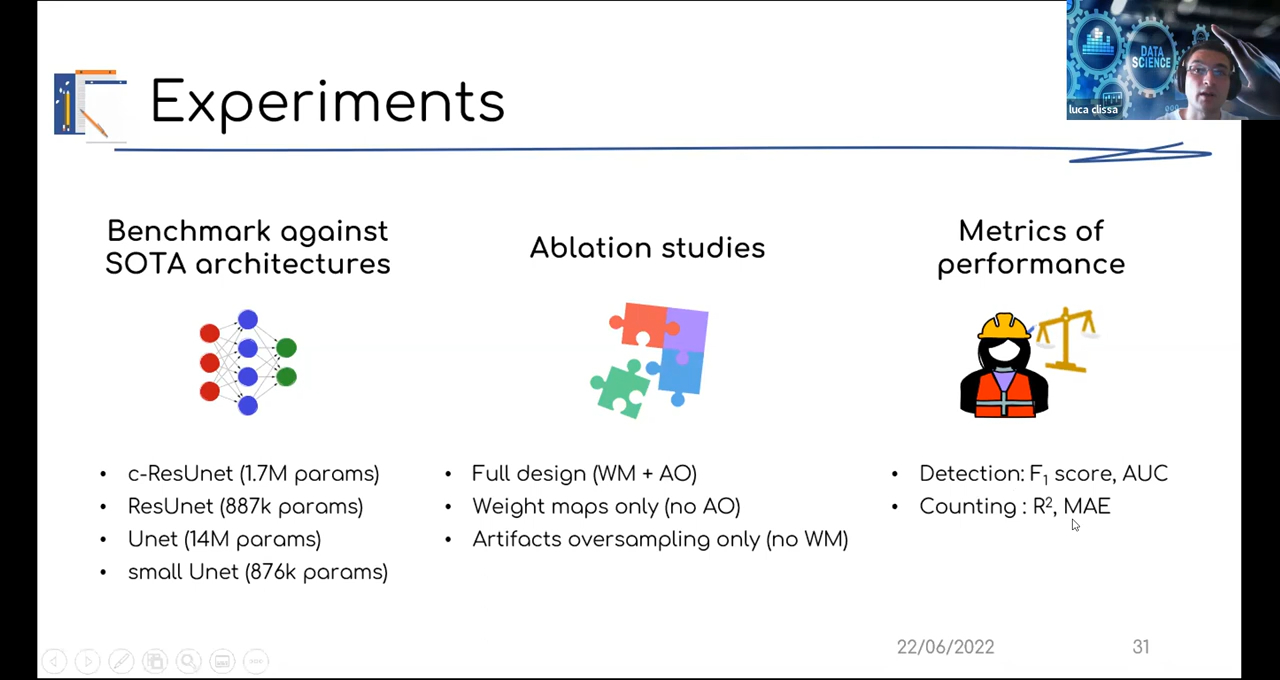 Experiments
DATA
SCIENCE
luca clissa
Benchmark against
SOTA architectures
Ablation studies
Metrics of
performance
• c-ResUnet (1.7M params)
• ResUnet (887k params)
• Unet (14M params)
• small Unet (876k params)
• Full design (WM + AO)
• Weight maps only (no AO)
• Artifacts oversampling only (no WM)
• Detection: F₁ score, AUC
• Counting : R², MAE
22/06/2022
31